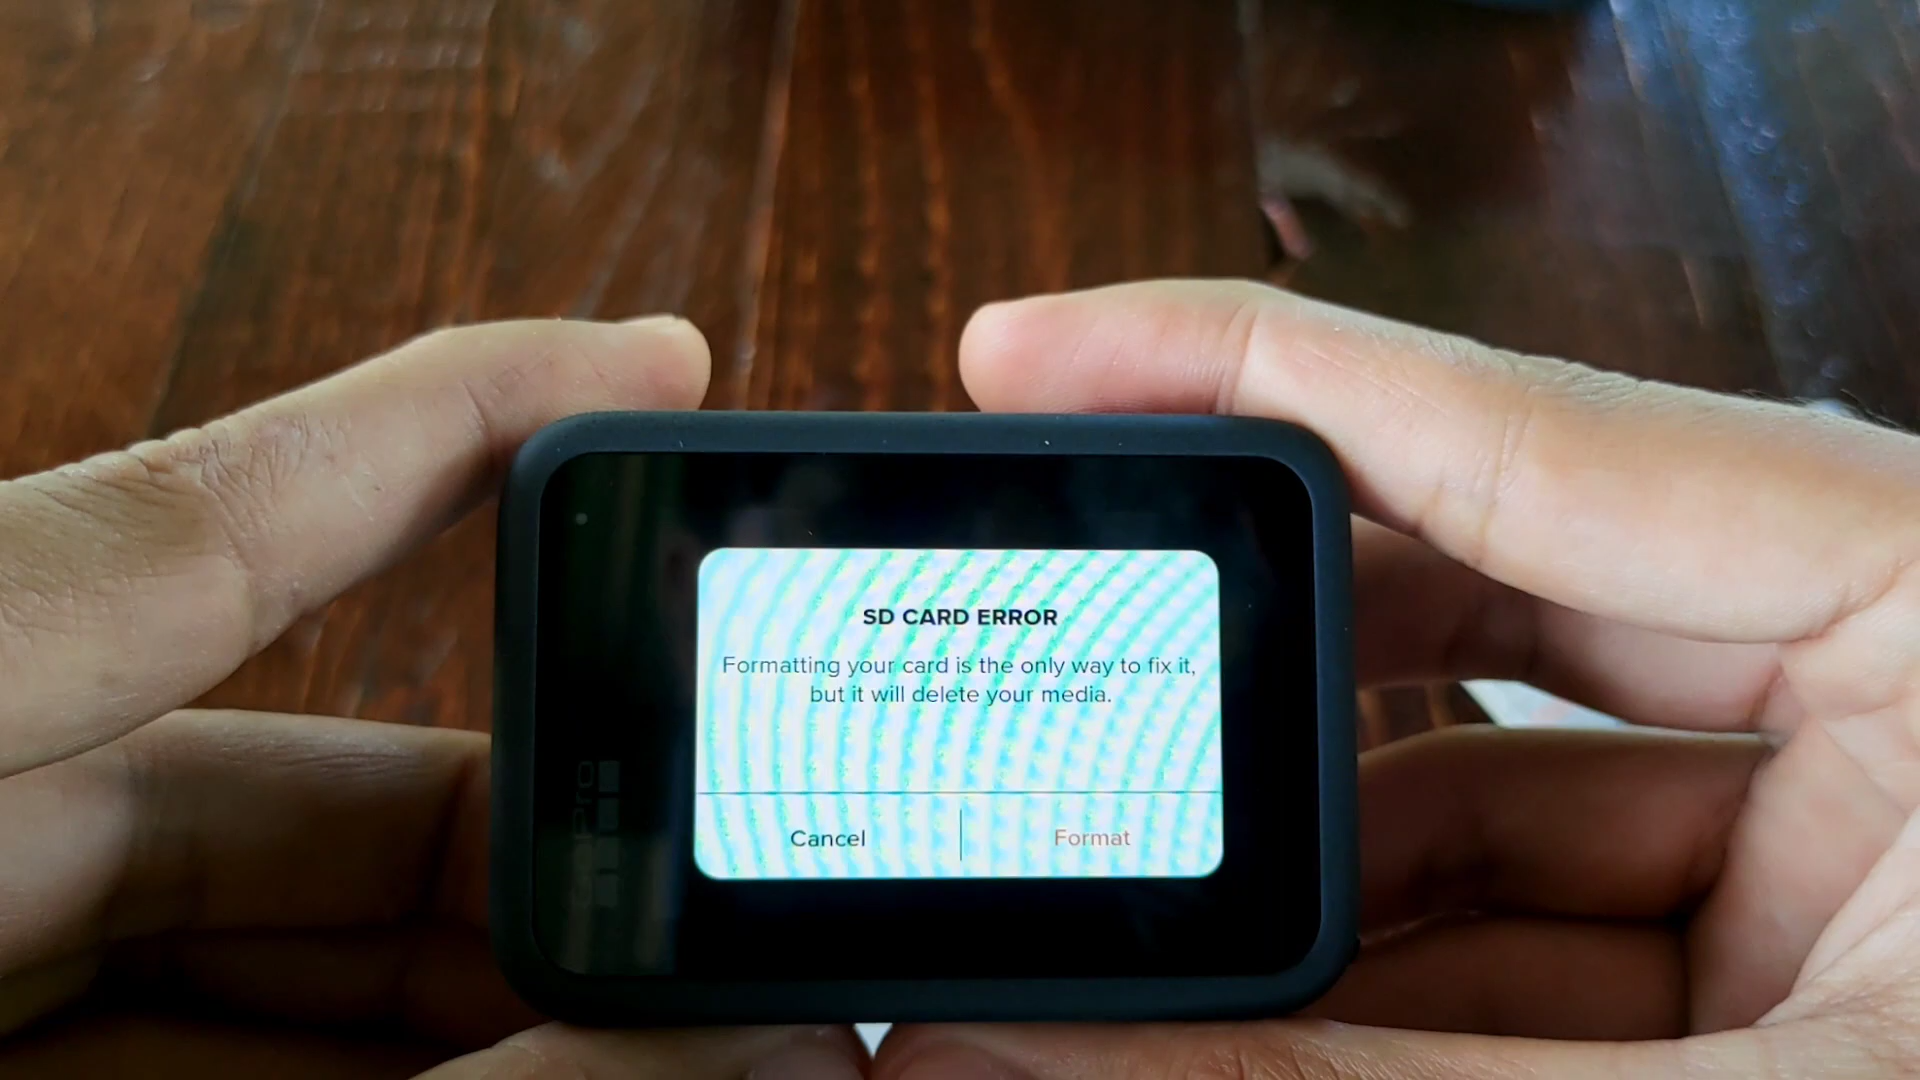 SD CARD ERROR
Formatting your card is the only way to fix it,
but it will delete your media.
Cancel
Format
GoPro